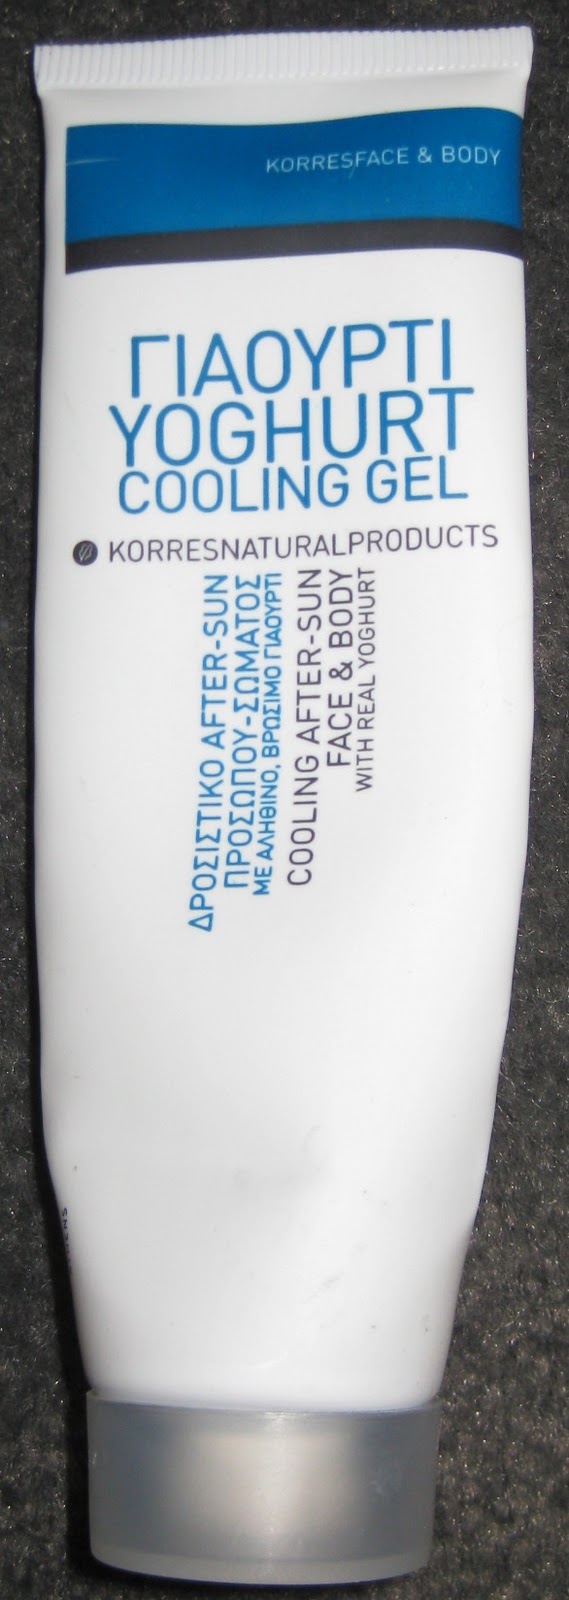 KORRESFACE & BODY
ΓΙΑΟΥΡΤΙ
YOGHURT
COOLING GEL
KORRESNATURALPRODUCTS
ΔΡΟΣΙΣΤΙΚΟ AFTER-SUN
ΠΡΟΣΩΠΟΥ-ΣΩΜΑΤΟΣ
ΜΕ ΑΛΗΘΙΝΟ, ΒΡΩΣΙΜΟ ΓΙΑΟΥΡΤΙ
COOLING AFTER-SUN
FACE & BODY
WITH REAL YOGHURT